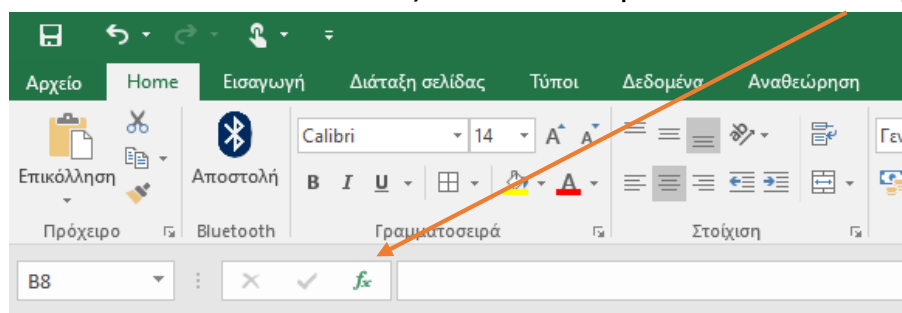 Αρχείο Home Εισαγωγή Διάταξη σελίδας Τύποι Δεδομένα Αναθεώρηση
Calibri 14 A A
Επικόλληση Αποστολή B I U A
Πρόχειρο Bluetooth Γραμματοσειρά Στοίχιση
B8 fx